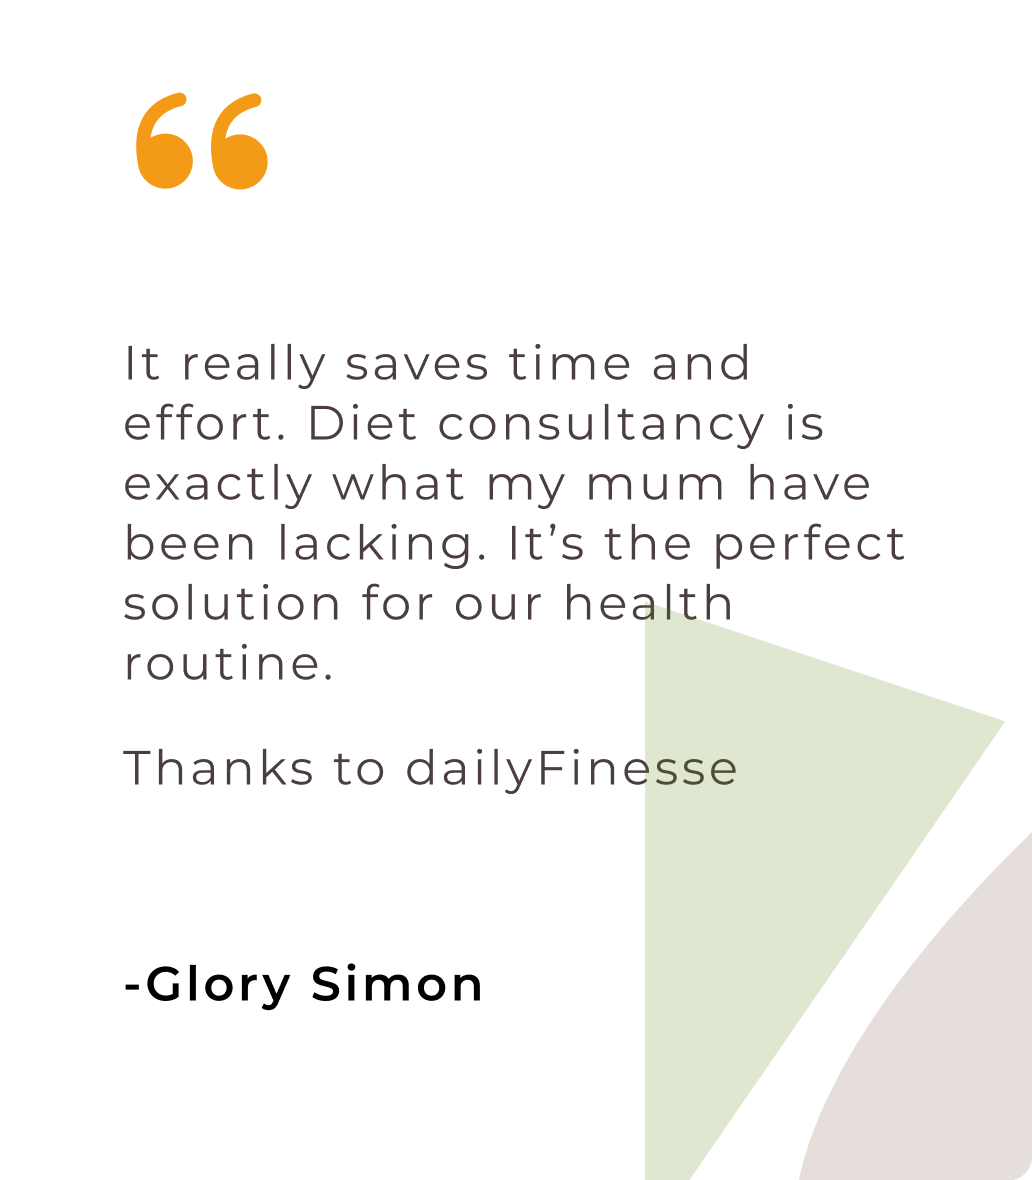 It really saves time and
effort. Diet consultancy is
exactly what my mum have
been lacking. It’s the perfect
solution for our health
routine.
Thanks to dailyFinesse
-Glory Simon